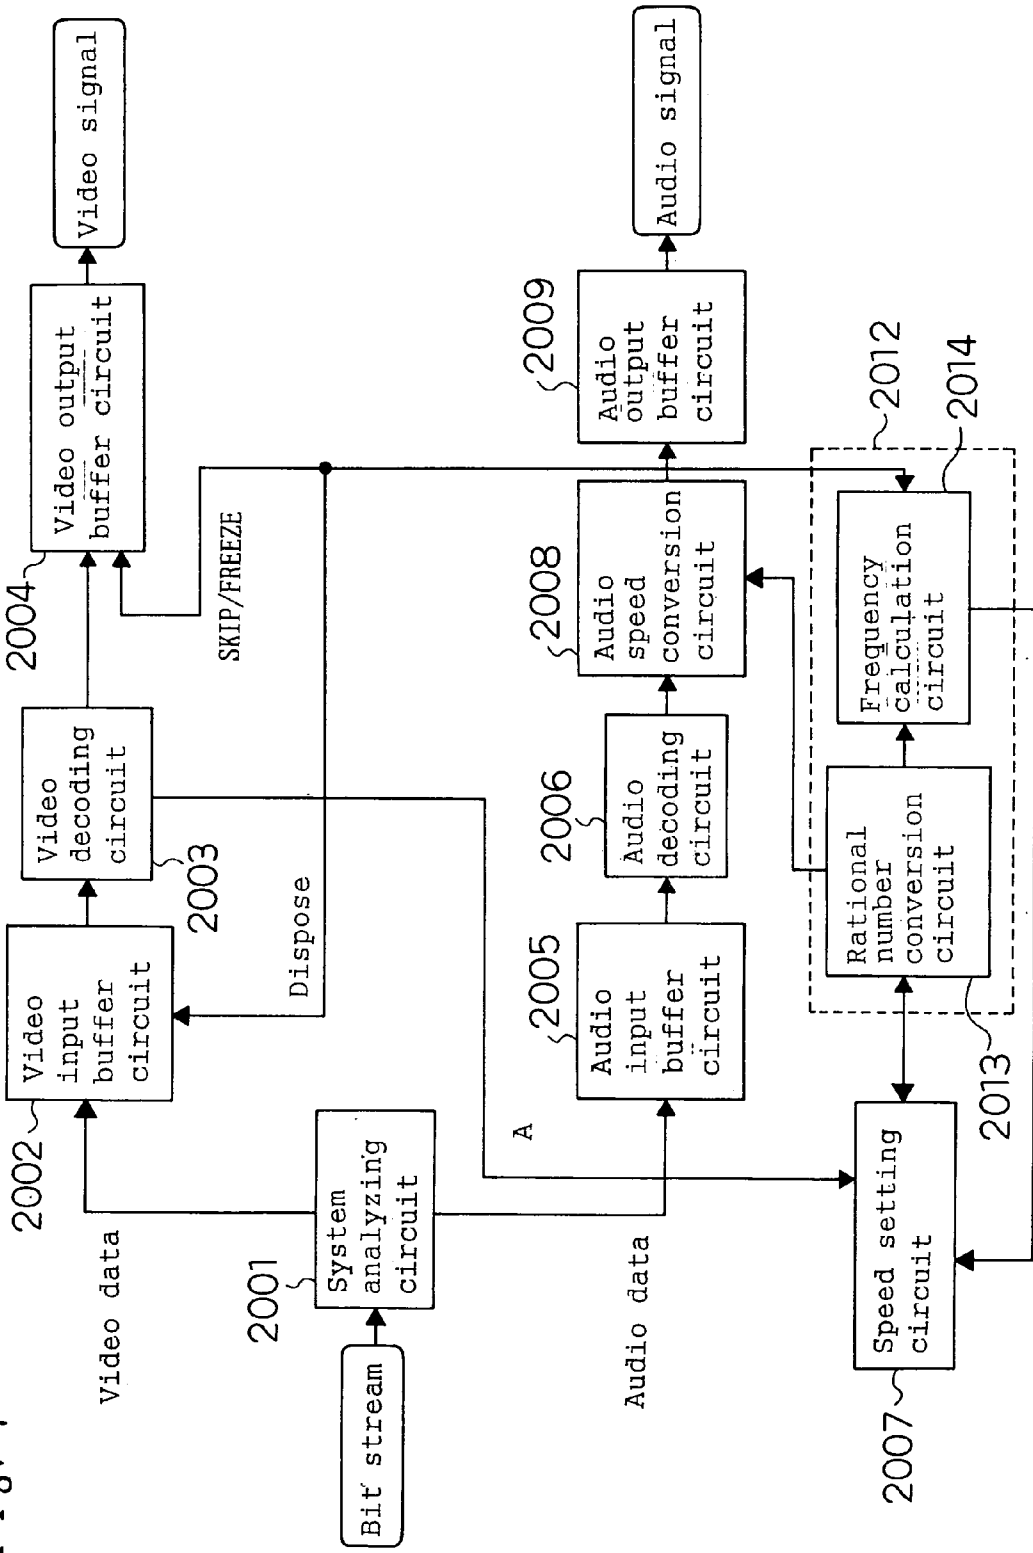 2002
Video
input
buffer
circuit
2003
Video
decoding
circuit
2004
Video output
buffer circuit
Video signal
Video data
Dispose
SKIP/FREEZE
2001
Bit stream
System
analyzing
circuit
A
Audio data
2005
Audio
input
buffer
circuit
2006
Audio
decoding
circuit
2008
Audio
speed
conversion
circuit
2009
Audio
output
buffer
circuit
Audio signal
2007
Speed setting
circuit
2013
Rational
number
conversion
circuit
2014
Frequency
calculation
circuit
2012